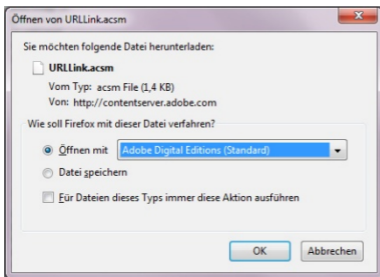 Öffnen von URLLink.acsm
Sie möchten folgende Datei herunterladen:
URLLink.acsm
Vom Typ: acsm File (1,4 KB)
Von: http://contentserver.adobe.com
Wie soll Firefox mit dieser Datei verfahren?
Öffnen mit Adobe Digital Editions (Standard)
Datei speichern
Für Dateien dieses Typs immer diese Aktion ausführen
OK Abbrechen